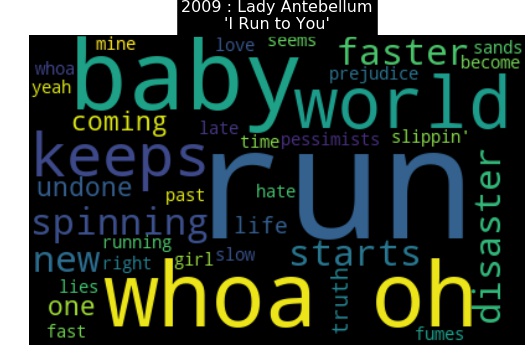 2009 : Lady Antebellum
'I Run to You'
mine love seems
whoa baby faster sands
yeah prejudice become
coming world
late time pessimists slippin'
keeps run
undone past hate disaster
spinning life
running
new right girl slow starts
lies truth
one whoa oh
fast fumes